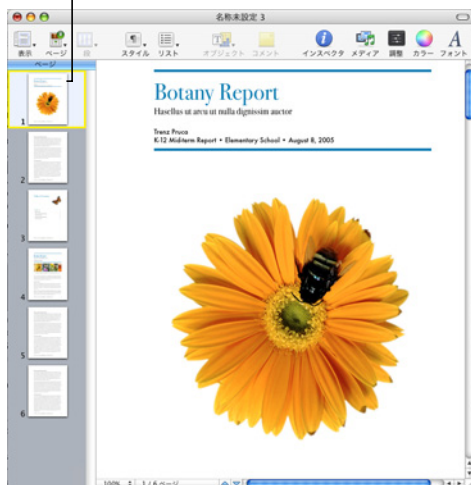 名称未設定 3
表示 ページ 段 スタイル リスト オブジェクト コメント インスペクタ メディア 調整 カラー フォント
ページ
Botany Report
Hasellus ut arcu ut nulla dignissim auctor
Trenz Pruca
K-12 Midterm Report • Elementary School • August 8, 2005
1
2
3
4
5
6
100% 1 / 6 ページ